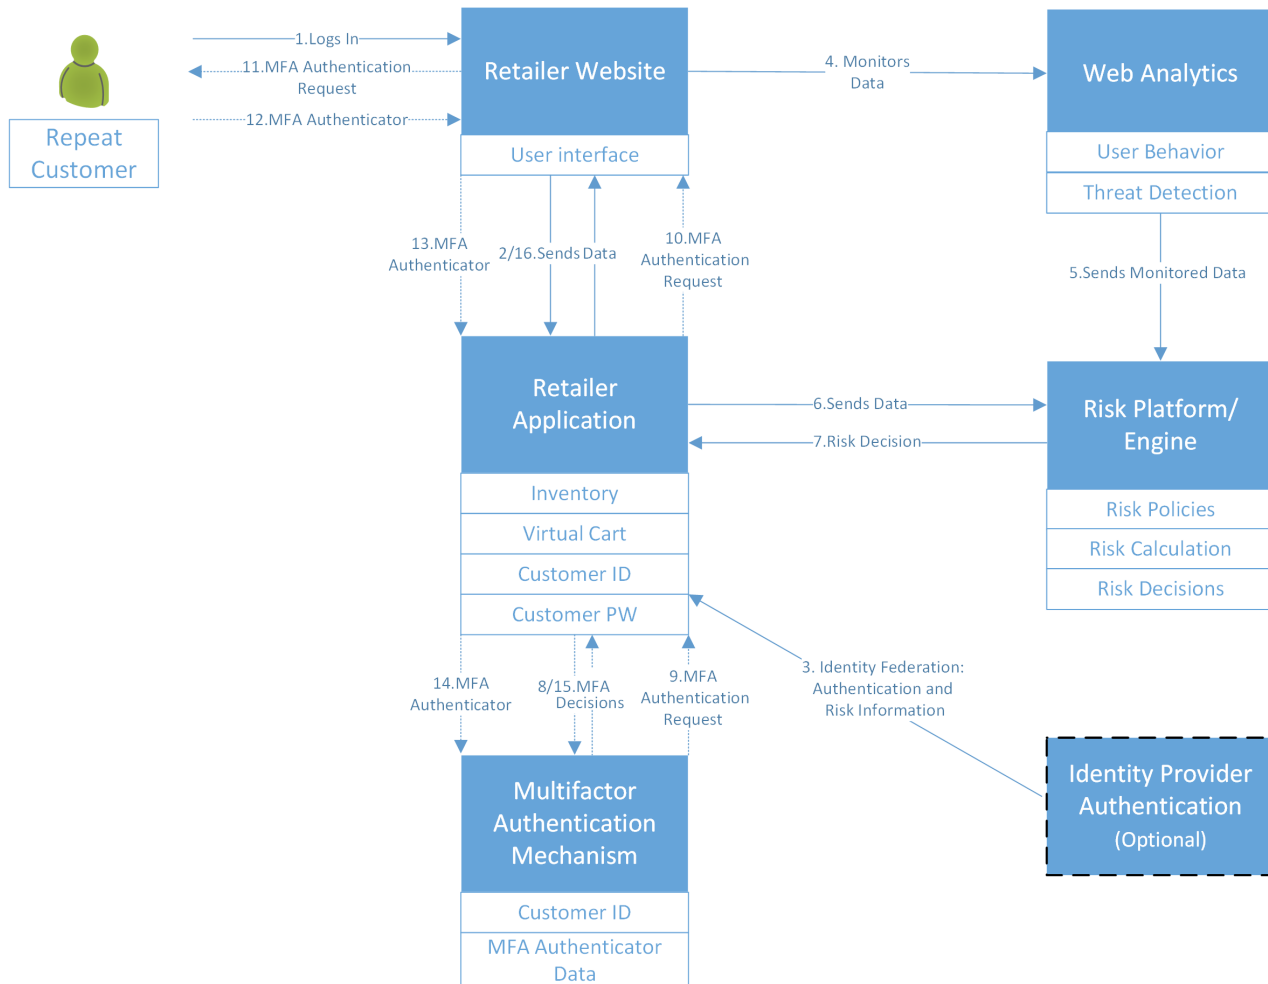 1.Logs In
11.MFA Authentication
Request
12.MFA Authenticator
Repeat
Customer
Retailer Website
User interface
4. Monitors
Data
Web Analytics
User Behavior
Threat Detection
13.MFA
Authenticator
2/16.Sends Data
10.MFA
Authentication
Request
5.Sends Monitored Data
Retailer
Application
Inventory
Virtual Cart
Customer ID
Customer PW
6.Sends Data
7.Risk Decision
Risk Platform/
Engine
Risk Policies
Risk Calculation
Risk Decisions
14.MFA
Authenticator
8/15.MFA
Decisions
9.MFA
Authentication
Request
3. Identity Federation:
Authentication and
Risk Information
Identity Provider
Authentication
(Optional)
Multifactor
Authentication
Mechanism
Customer ID
MFA Authenticator
Data